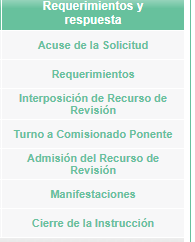 Requerimientos y
respuesta
Acuse de la Solicitud
Requerimientos
Interposición de Recurso de
Revisión
Turno a Comisionado Ponente
Admisión del Recurso de
Revisión
Manifestaciones
Cierre de la Instrucción